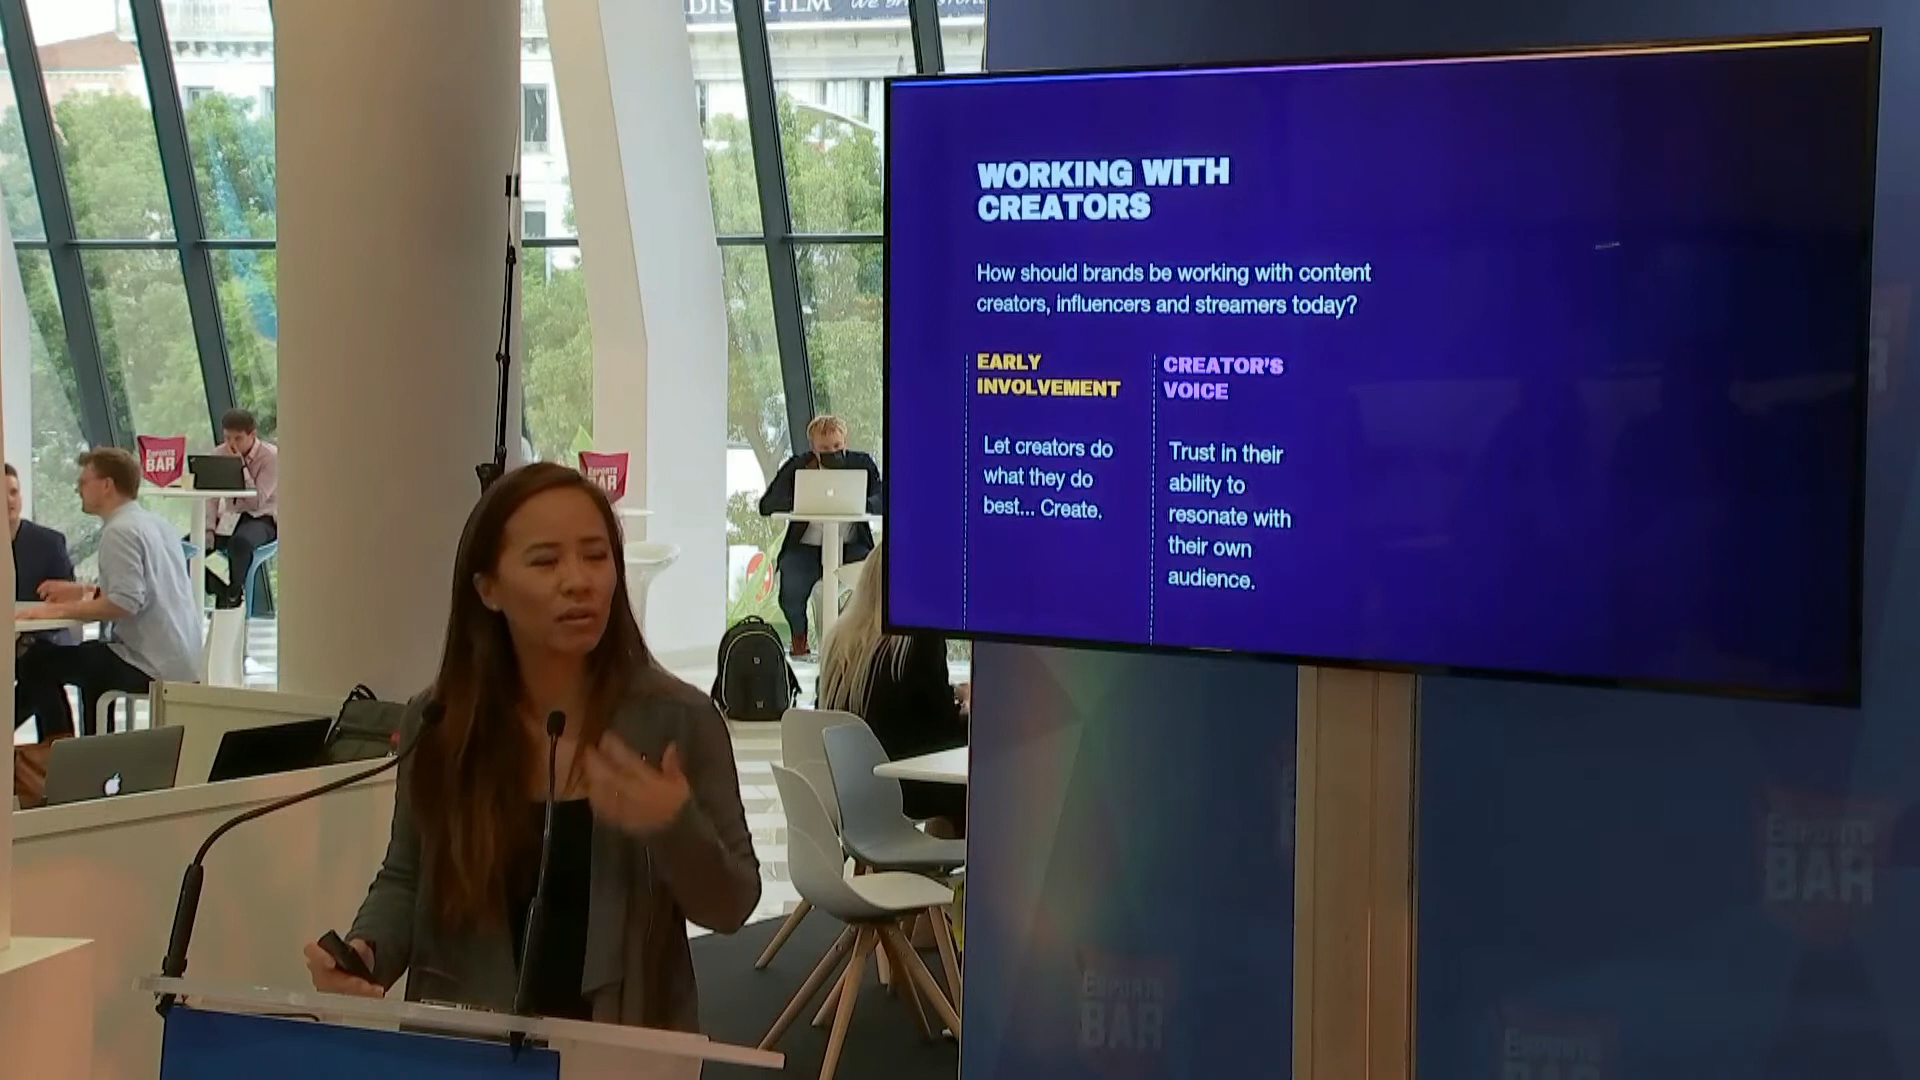 WORKING WITH
CREATORS
How should brands be working with content
creators, influencers and streamers today?
EARLY
INVOLVEMENT
Let creators do
what they do
best... Create.
CREATOR'S
VOICE
Trust in their
ability to
resonate with
their own
audience.
ESPORTS
BAR
ESPORTS
BAR
ESPORTS
BAR
ESPORTS
BAR
ESPORTS
BAR